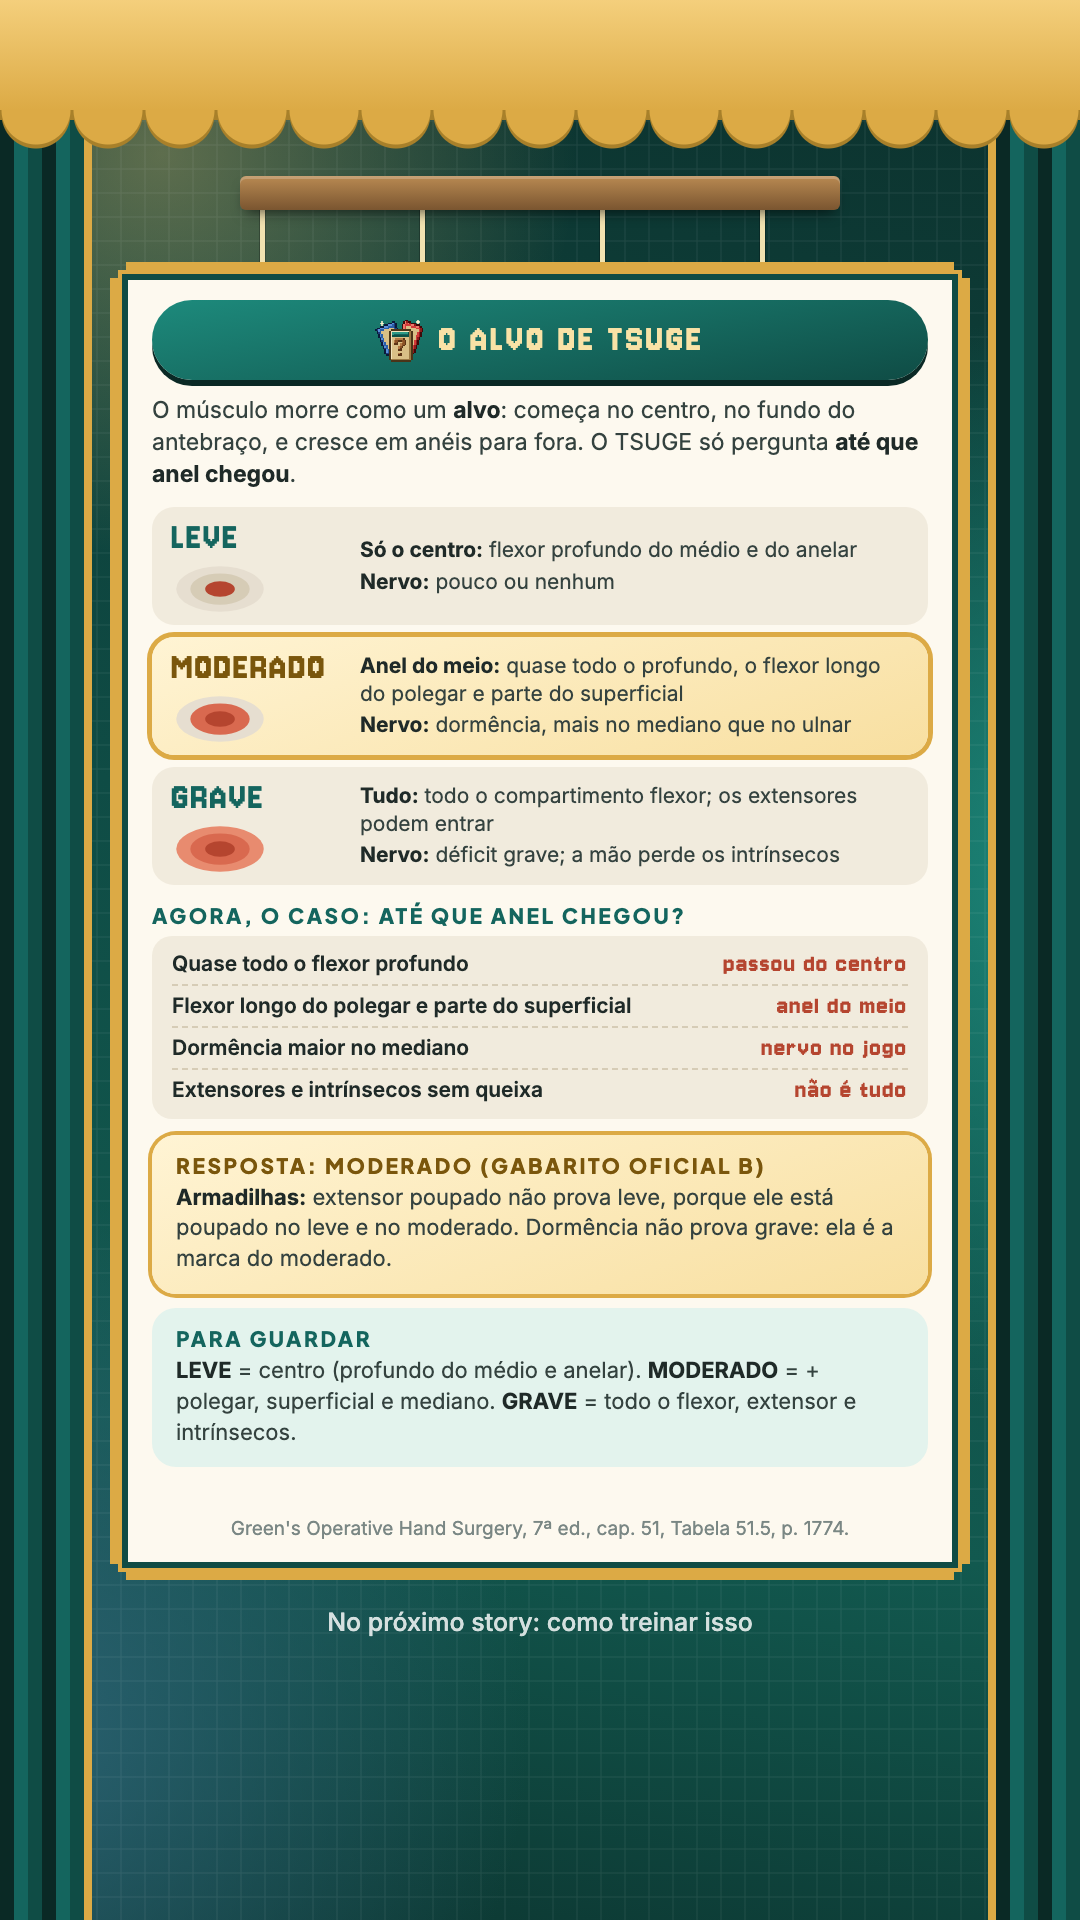 O ALVO DE TSUGE
O músculo morre como um alvo: começa no centro, no fundo do
antebraço, e cresce em anéis para fora. O TSUGE só pergunta até que
anel chegou.
LEVE
Só o centro: flexor profundo do médio e do anelar
Nervo: pouco ou nenhum
MODERADO
Anel do meio: quase todo o profundo, o flexor longo
do polegar e parte do superficial
Nervo: dormência, mais no mediano que no ulnar
GRAVE
Tudo: todo o compartimento flexor; os extensores
podem entrar
Nervo: déficit grave; a mão perde os intrínsecos
AGORA, O CASO: ATÉ QUE ANEL CHEGOU?
Quase todo o flexor profundo passou do centro
Flexor longo do polegar e parte do superficial anel do meio
Dormência maior no mediano nervo no jogo
Extensores e intrínsecos sem queixa não é tudo
RESPOSTA: MODERADO (GABARITO OFICIAL B)
Armadilhas: extensor poupado não prova leve, porque ele está
poupado no leve e no moderado. Dormência não prova grave: ela é a
marca do moderado.
PARA GUARDAR
LEVE = centro (profundo do médio e anelar). MODERADO = +
polegar, superficial e mediano. GRAVE = todo o flexor, extensor e
intrínsecos.
Green's Operative Hand Surgery, 7ª ed., cap. 51, Tabela 51.5, p. 1774.
No próximo story: como treinar isso